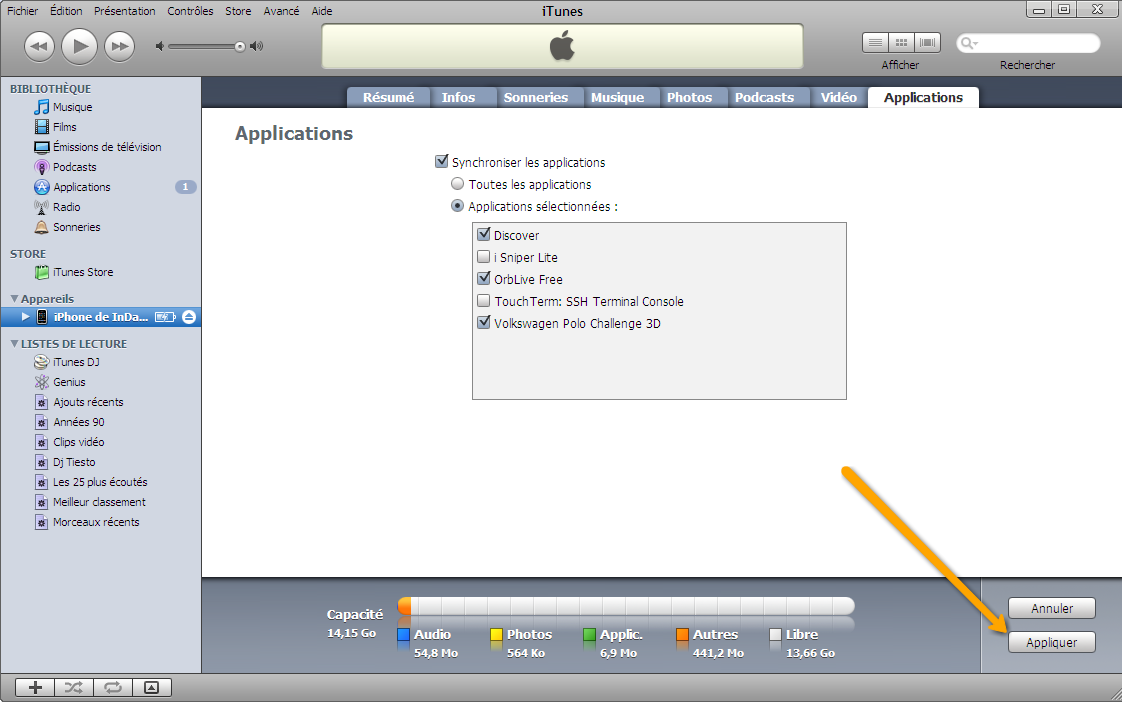 Fichier Édition Présentation Contrôles Store Avancé Aide
iTunes
Afficher
Rechercher
BIBLIOTHÈQUE
Musique
Films
Émissions de télévision
Podcasts
Applications 1
Radio
Sonneries
STORE
iTunes Store
Appareils
iPhone de InDa...
LISTES DE LECTURE
iTunes DJ
Genius
Ajouts récents
Années 90
Clips vidéo
Dj Tiesto
Les 25 plus écoutés
Meilleur classement
Morceaux récents
Résumé Infos Sonneries Musique Photos Podcasts Vidéo Applications
Applications
Synchroniser les applications
Toutes les applications
Applications sélectionnées :
Discover
i Sniper Lite
OrbLive Free
TouchTerm: SSH Terminal Console
Volkswagen Polo Challenge 3D
Capacité
14,15 Go
Audio
54,8 Mo
Photos
564 Ko
Applic.
6,9 Mo
Autres
441,2 Mo
Libre
13,66 Go
Annuler
Appliquer